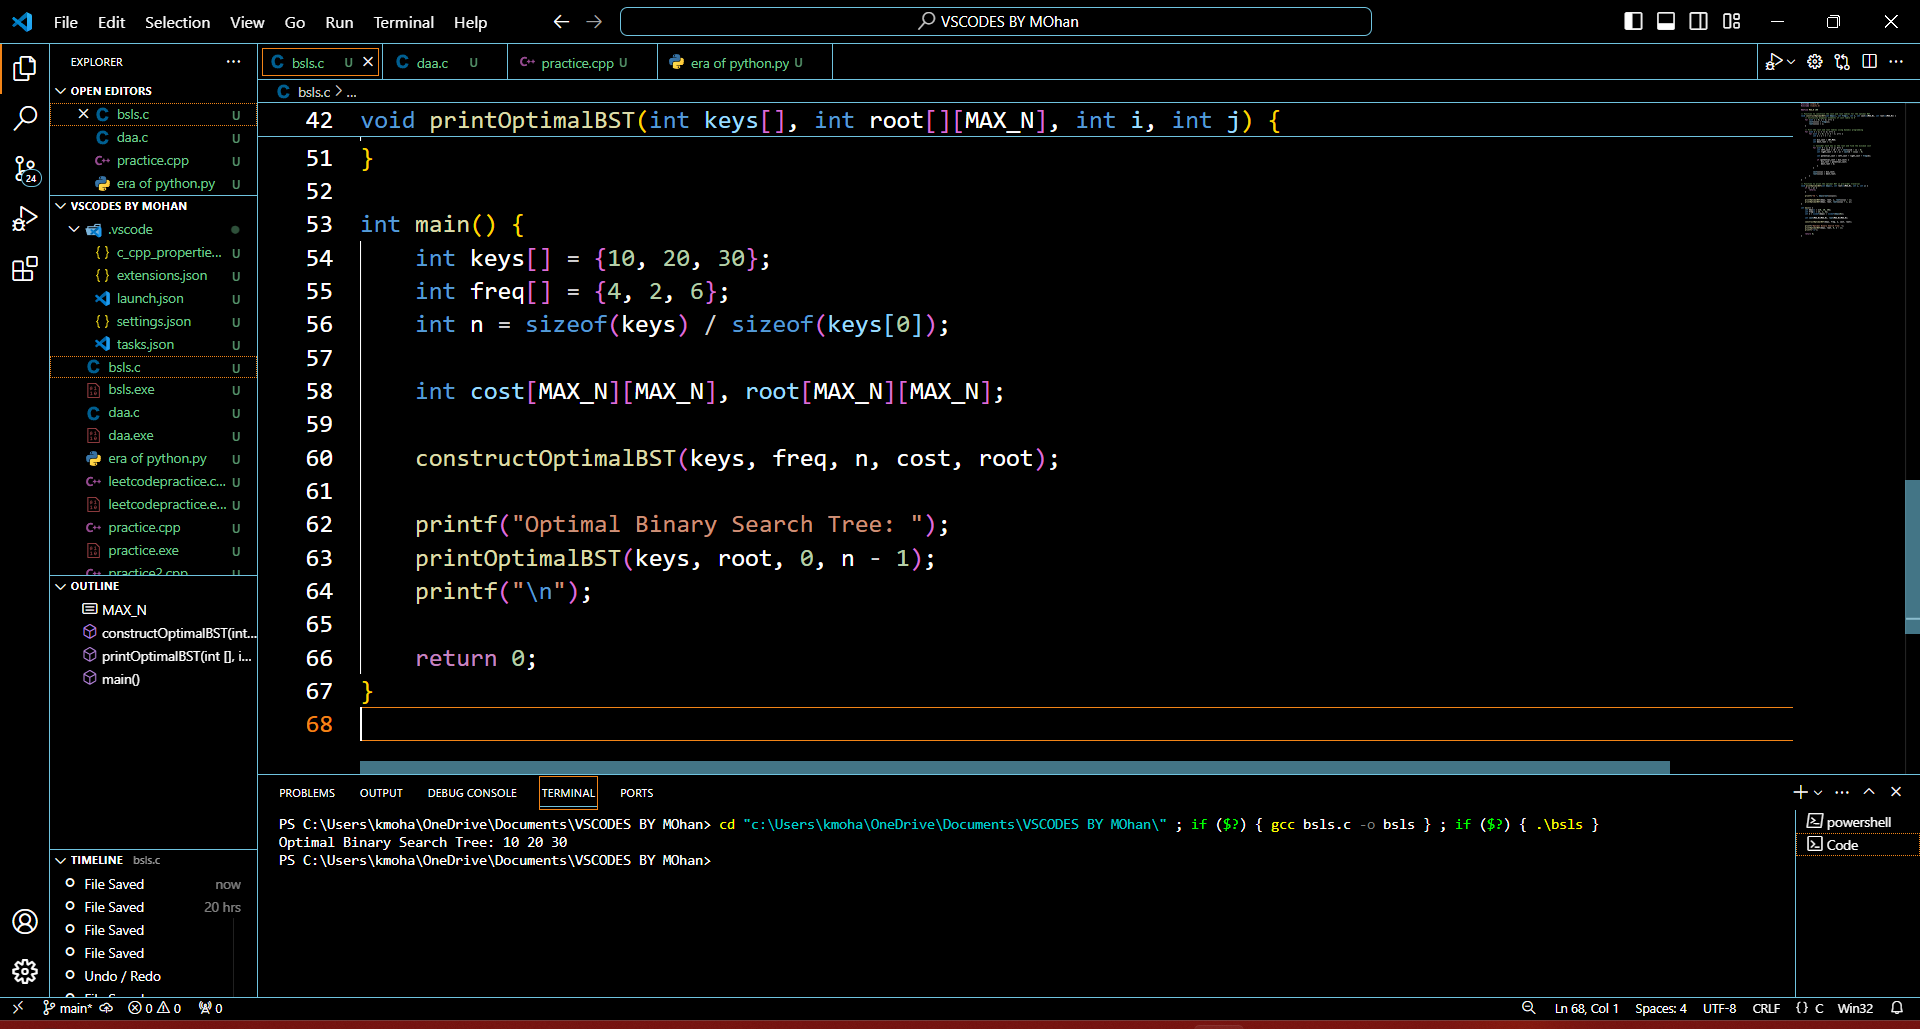 File Edit Selection View Go Run Terminal Help
VSCODES BY MOhan
EXPLORER
OPEN EDITORS
bsls.c U
daa.c U
practice.cpp U
era of python.py U
VSCODES BY MOHAN
.vscode
c_cpp_propertie... U
extensions.json U
launch.json U
settings.json U
tasks.json U
bsls.c U
bsls.exe U
daa.c U
daa.exe U
era of python.py U
leetcodepractice.c... U
leetcodepractice.e... U
practice.cpp U
practice.exe U
practice2.cpp U
OUTLINE
MAX_N
constructOptimalBST(int...
printOptimalBST(int [], i...
main()
TIMELINE bsls.c
File Saved now
File Saved 20 hrs
File Saved
File Saved
Undo / Redo
File Saved
24
bsls.c U daa.c U practice.cpp U era of python.py U
bsls.c > ...
42 void printOptimalBST(int keys[], int root[][MAX_N], int i, int j) {
51 }
52
53 int main() {
54 int keys[] = {10, 20, 30};
55 int freq[] = {4, 2, 6};
56 int n = sizeof(keys) / sizeof(keys[0]);
57
58 int cost[MAX_N][MAX_N], root[MAX_N][MAX_N];
59
60 constructOptimalBST(keys, freq, n, cost, root);
61
62 printf("Optimal Binary Search Tree: ");
63 printOptimalBST(keys, root, 0, n - 1);
64 printf("\n");
65
66 return 0;
67 }
68
PROBLEMS OUTPUT DEBUG CONSOLE TERMINAL PORTS
PS C:\Users\kmoha\OneDrive\Documents\VSCODES BY MOhan> cd "c:\Users\kmoha\OneDrive\Documents\VSCODES BY MOhan\" ; if ($?) { gcc bsls.c -o bsls } ; if ($?) { .\bsls }
Optimal Binary Search Tree: 10 20 30
PS C:\Users\kmoha\OneDrive\Documents\VSCODES BY MOhan>
powershell
Code
main* 0 0 0
Ln 68, Col 1 Spaces: 4 UTF-8 CRLF {} C Win32